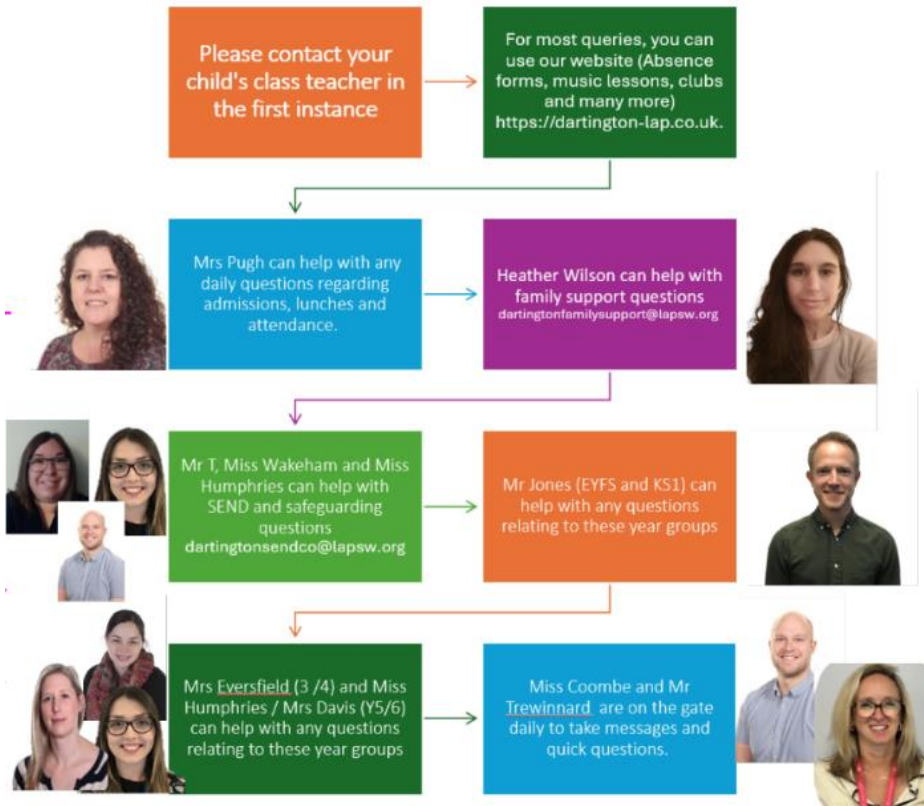 Please contact your
child's class teacher in
the first instance
For most queries, you can
use our website (Absence
forms, music lessons, clubs
and many more)
https://dartington-lap.co.uk.
Mrs Pugh can help with any
daily questions regarding
admissions, lunches and
attendance.
Heather Wilson can help with
family support questions
dartingtonfamilysupport@lapsw.org
Mr T, Miss Wakeham and Miss
Humphries can help with
SEND and safeguarding
questions
dartingtonsendco@lapsw.org
Mr Jones (EYFS and KS1) can
help with any questions
relating to these year groups
Mrs Eversfield (3 /4) and Miss
Humphries / Mrs Davis (Y5/6)
can help with any questions
relating to these year groups
Miss Coombe and Mr
Trewinnard are on the gate
daily to take messages and
quick questions.